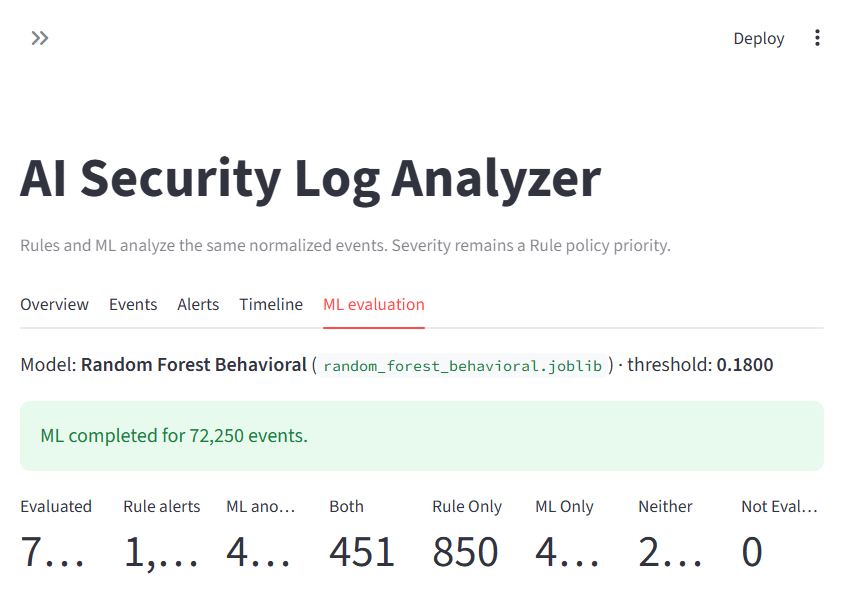 Deploy
AI Security Log Analyzer
Rules and ML analyze the same normalized events. Severity remains a Rule policy priority.
Overview Events Alerts Timeline ML evaluation
Model: Random Forest Behavioral ( random_forest_behavioral.joblib ) · threshold: 0.1800
ML completed for 72,250 events.
Evaluated Rule alerts ML ano... Both Rule Only ML Only Neither Not Eval...
7... 1,... 4... 451 850 4... 2... 0